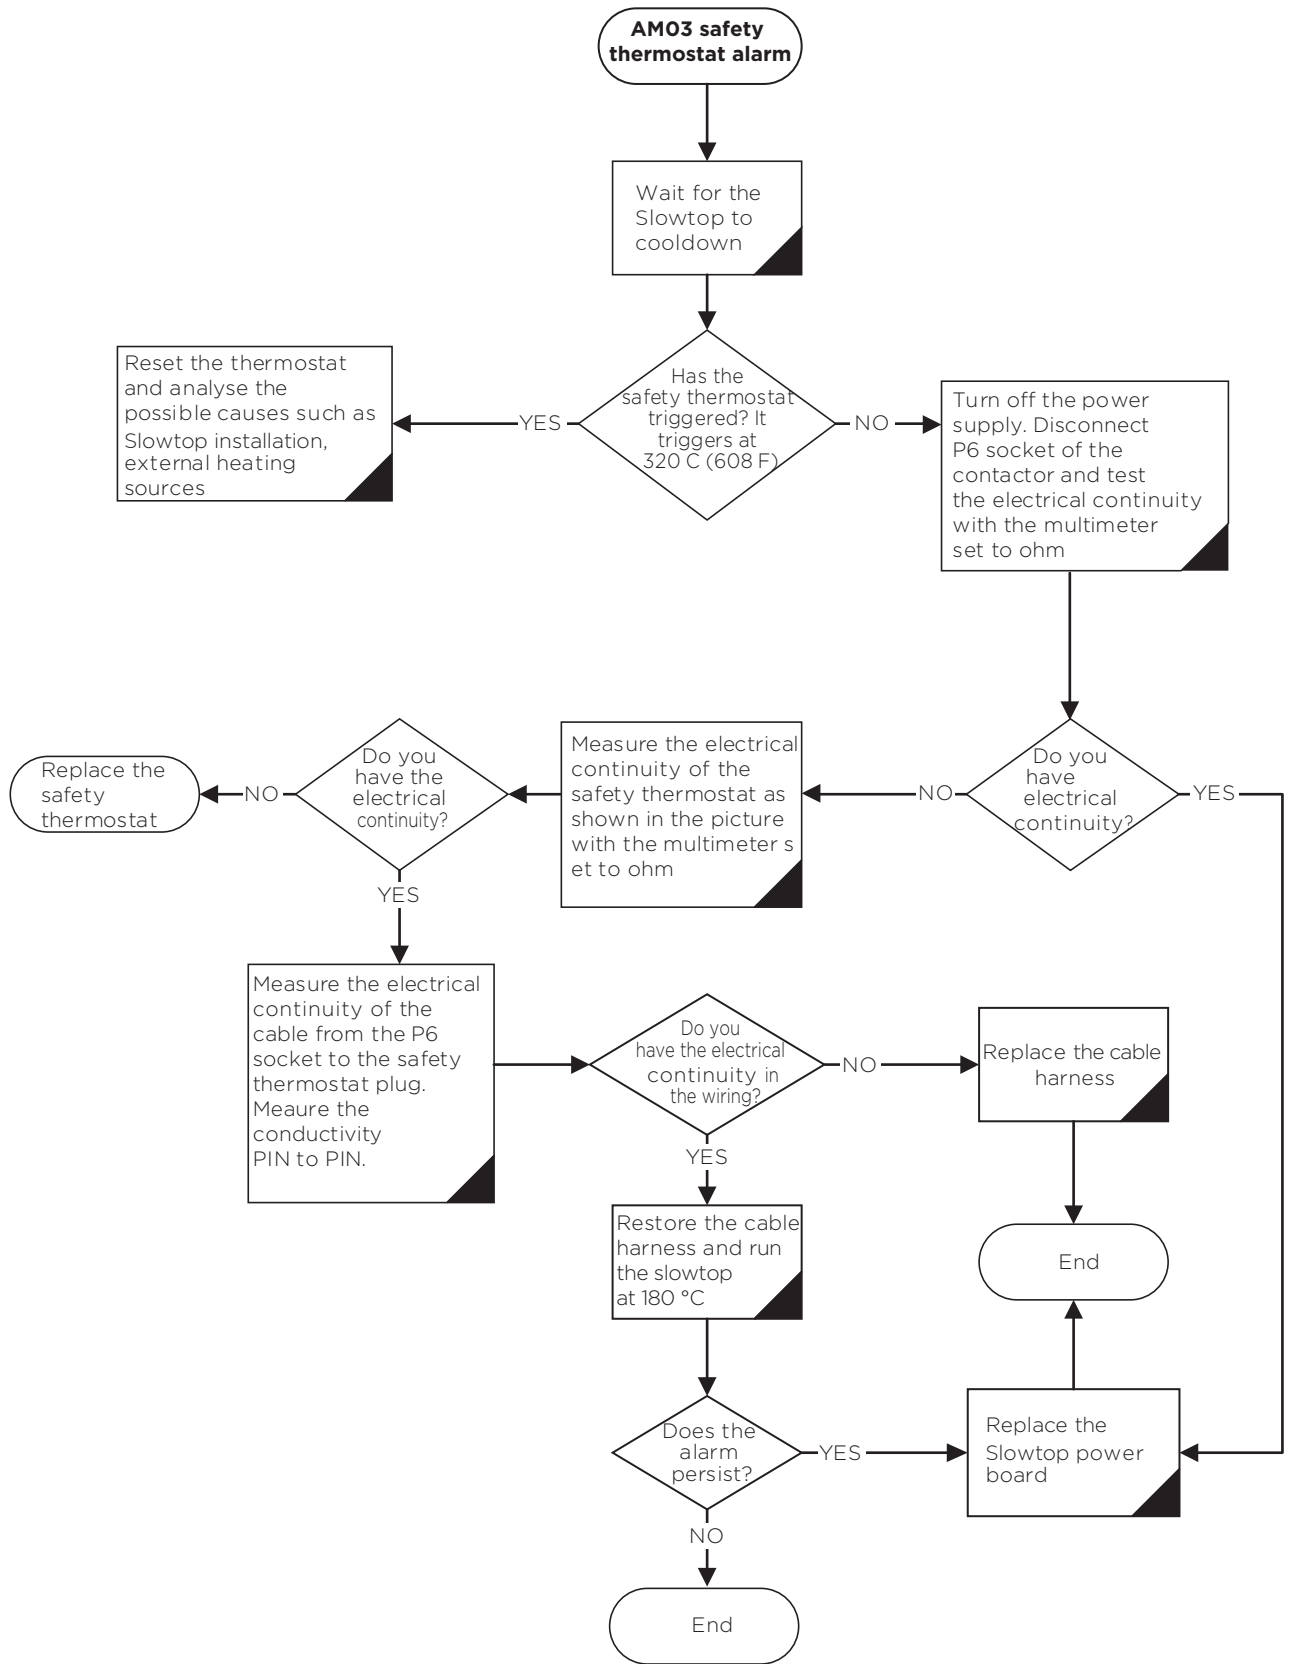 AM03 safety
thermostat alarm
Wait for the
Slowtop to
cooldown
Has the
safety thermostat
triggered? It
triggers at
320 C (608 F)
YES
NO
Reset the thermostat
and analyse the
possible causes such as
Slowtop installation,
external heating
sources
Turn off the power
supply. Disconnect
P6 socket of the
contactor and test
the electrical continuity
with the multimeter
set to ohm
Do you
have
electrical
continuity?
NO
YES
Measure the electrical
continuity of the
safety thermostat as
shown in the picture
with the multimeter s
et to ohm
Do you
have the
electrical
continuity?
NO
Replace the
safety
thermostat
YES
Measure the electrical
continuity of the
cable from the P6
socket to the safety
thermostat plug.
Meaure the
conductivity
PIN to PIN.
Do you
have the electrical
continuity in
the wiring?
NO
Replace the cable
harness
End
YES
Restore the cable
harness and run
the slowtop
at 180 °C
Does the
alarm
persist?
YES
Replace the
Slowtop power
board
NO
End